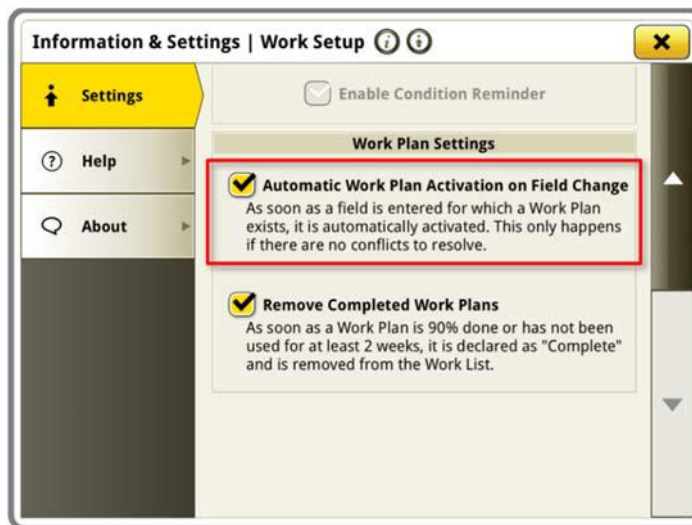 Information & Settings | Work Setup
Settings
Enable Condition Reminder
Help
About
Work Plan Settings
Automatic Work Plan Activation on Field Change
As soon as a field is entered for which a Work Plan
exists, it is automatically activated. This only happens
if there are no conflicts to resolve.
Remove Completed Work Plans
As soon as a Work Plan is 90% done or has not been
used for at least 2 weeks, it is declared as "Complete"
and is removed from the Work List.